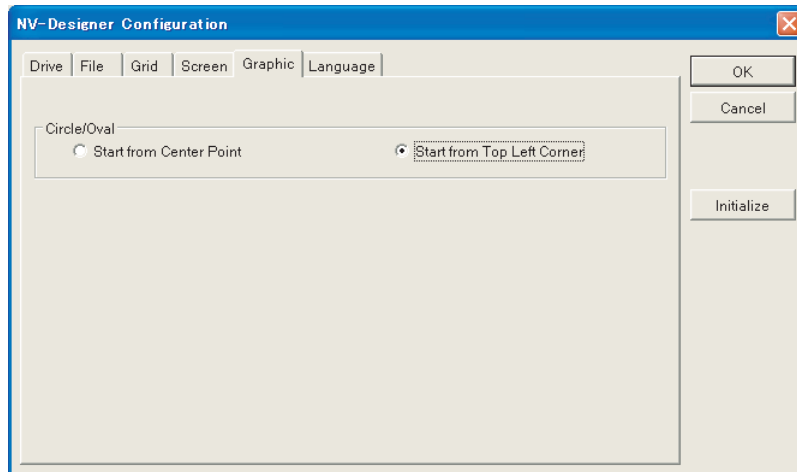 NV-Designer Configuration
Drive File Grid Screen Graphic Language
OK
Cancel
Circle/Oval
Start from Center Point Start from Top Left Corner
Initialize